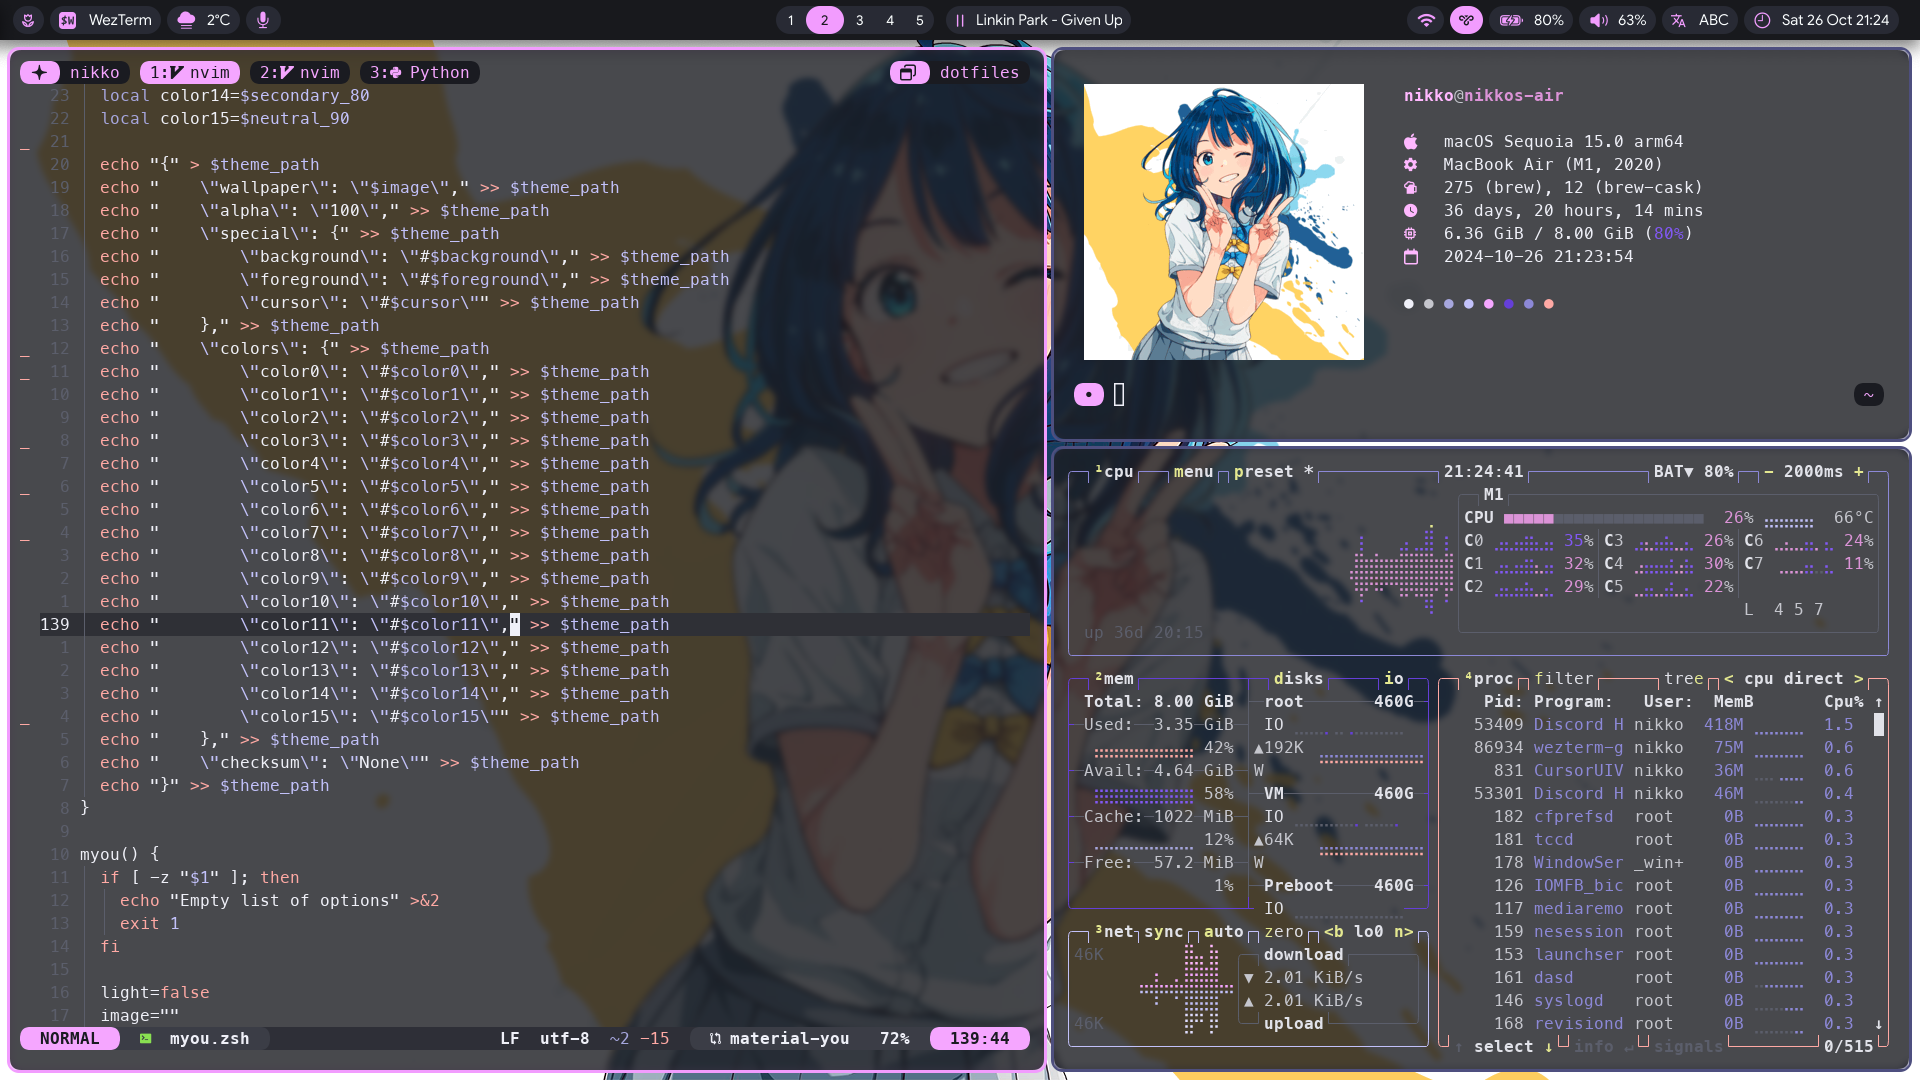 WezTerm 2°C 1 2 3 4 5 Linkin Park - Given Up 80% 63% ABC Sat 26 Oct 21:24
nikko 1: nvim 2: nvim 3: Python dotfiles
23 local color14=$secondary_80
22 local color15=$neutral_90
21
20 echo "{" > $theme_path
19 echo "    \"wallpaper\": \"$image\"," >> $theme_path
18 echo "    \"alpha\": \"100\"," >> $theme_path
17 echo "    \"special\": {" >> $theme_path
16 echo "        \"background\": \"#$background\"," >> $theme_path
15 echo "        \"foreground\": \"#$foreground\"," >> $theme_path
14 echo "        \"cursor\": \"#$cursor\"" >> $theme_path
13 echo "    }," >> $theme_path
12 echo "    \"colors\": {" >> $theme_path
11 echo "        \"color0\": \"#$color0\"," >> $theme_path
10 echo "        \"color1\": \"#$color1\"," >> $theme_path
9 echo "        \"color2\": \"#$color2\"," >> $theme_path
8 echo "        \"color3\": \"#$color3\"," >> $theme_path
7 echo "        \"color4\": \"#$color4\"," >> $theme_path
6 echo "        \"color5\": \"#$color5\"," >> $theme_path
5 echo "        \"color6\": \"#$color6\"," >> $theme_path
4 echo "        \"color7\": \"#$color7\"," >> $theme_path
3 echo "        \"color8\": \"#$color8\"," >> $theme_path
2 echo "        \"color9\": \"#$color9\"," >> $theme_path
1 echo "        \"color10\": \"#$color10\"," >> $theme_path
139 echo "        \"color11\": \"#$color11\"," >> $theme_path
1 echo "        \"color12\": \"#$color12\"," >> $theme_path
2 echo "        \"color13\": \"#$color13\"," >> $theme_path
3 echo "        \"color14\": \"#$color14\"," >> $theme_path
4 echo "        \"color15\": \"#$color15\"" >> $theme_path
5 echo "    }," >> $theme_path
6 echo "    \"checksum\": \"None\"" >> $theme_path
7 echo "}" >> $theme_path
8 }
9
10 myou() {
11 if [ -z "$1" ]; then
12 echo "Empty list of options" >&2
13 exit 1
14 fi
15
16 light=false
17 image=""
NORMAL myou.zsh LF utf-8 ~2 -15 material-you 72% 139:44
nikko@nikkos-air
macOS Sequoia 15.0 arm64
MacBook Air (M1, 2020)
275 (brew), 12 (brew-cask)
36 days, 20 hours, 14 mins
6.36 GiB / 8.00 GiB (80%)
2024-10-26 21:23:54
~
¹cpu menu preset * 21:24:41 BAT▼ 80% - 2000ms +
M1
CPU 26% 66°C
C0 35% C3 26% C6 24%
C1 32% C4 30% C7 11%
C2 29% C5 22%
L 4 5 7
up 36d 20:15
²mem
Total: 8.00 GiB
Used: 3.35 GiB
42%
Avail: 4.64 GiB
58%
Cache: 1022 MiB
12%
Free: 57.2 MiB
1%
disks io
root 460G
IO
▲192K
W
VM 460G
IO
▲64K
W
Preboot 460G
IO
³net sync auto zero <b lo0 n>
46K
download
▼ 2.01 KiB/s
▲ 2.01 KiB/s
upload
46K
⁴proc filter tree < cpu direct >
Pid: Program: User: MemB Cpu% ↑
53409 Discord H nikko 418M 1.5
86934 wezterm-g nikko 75M 0.6
831 CursorUIV nikko 36M 0.6
53301 Discord H nikko 46M 0.4
182 cfprefsd root 0B 0.3
181 tccd root 0B 0.3
178 WindowSer _win+ 0B 0.3
126 IOMFB_bic root 0B 0.3
117 mediaremo root 0B 0.3
159 nesession root 0B 0.3
153 launchser root 0B 0.3
161 dasd root 0B 0.3
146 syslogd root 0B 0.3
168 revisiond root 0B 0.3 ↓
↑ select ↓ info ↵ signals 0/515